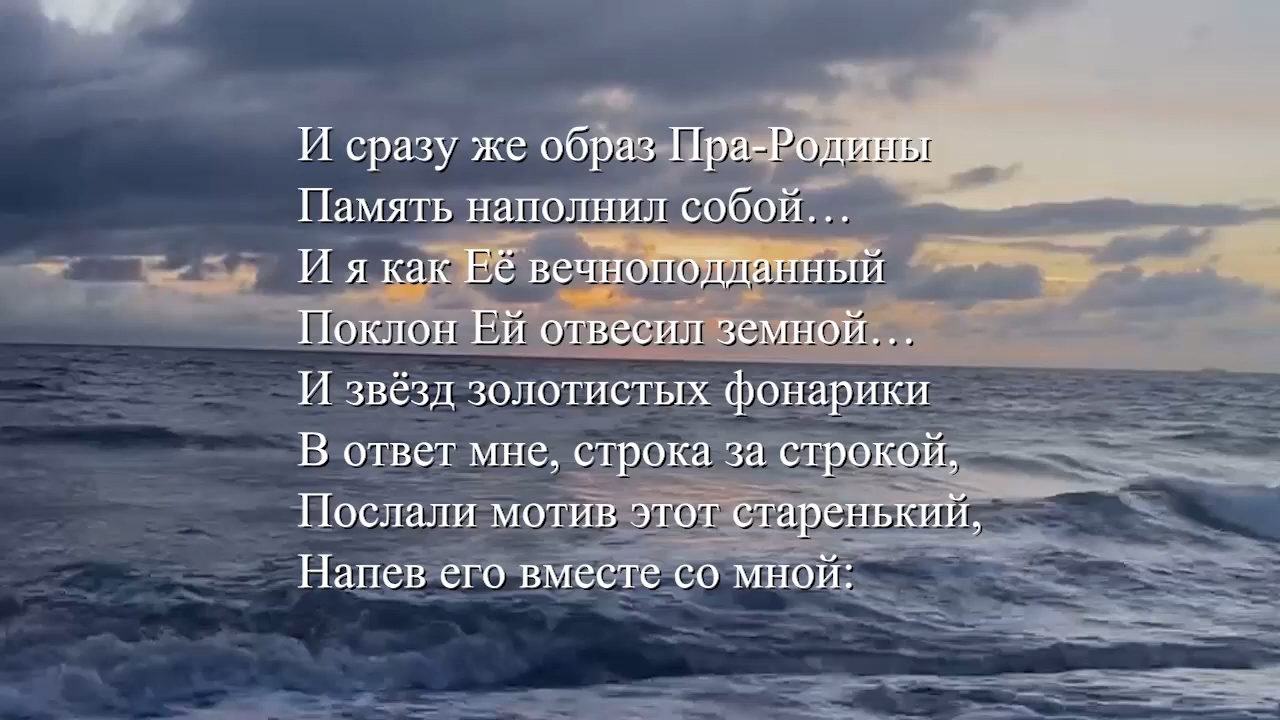 И сразу же образ Пра-Родины
Память наполнил собой…
И я как Её вечноподданный
Поклон Ей отвесил земной…
И звёзд золотистых фонарики
В ответ мне, строка за строкой,
Послали мотив этот старенький,
Напев его вместе со мной: